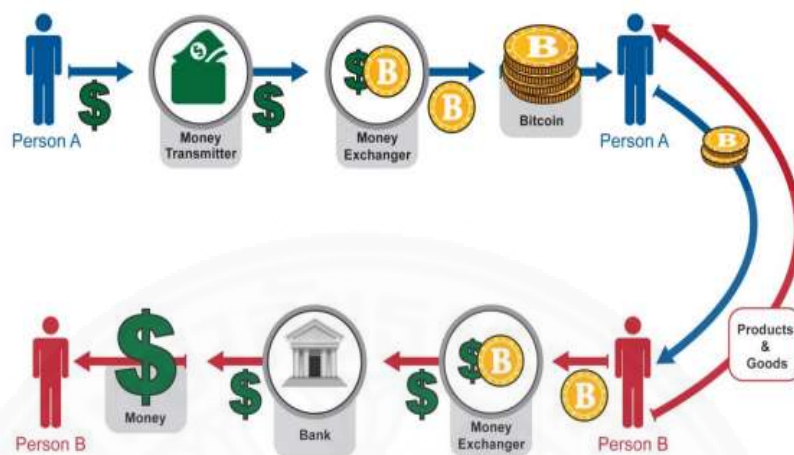 Person A
Money
Transmitter
Money
Exchanger
Bitcoin
Person A
Products
&
Goods
Person B
Money
Bank
Money
Exchanger
Person B